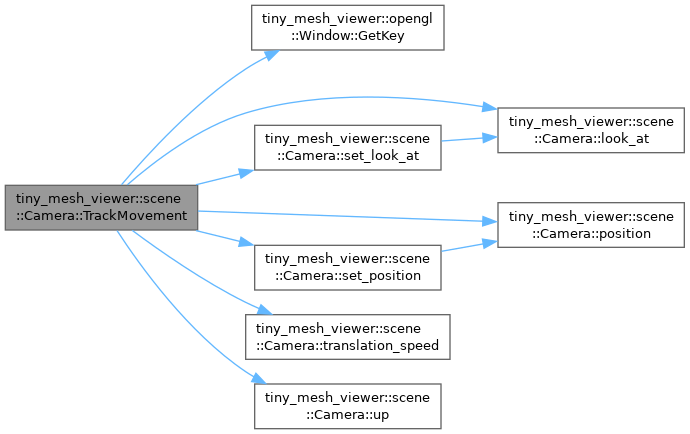 tiny_mesh_viewer::opengl
::Window::GetKey
tiny_mesh_viewer::scene
::Camera::look_at
tiny_mesh_viewer::scene
::Camera::set_look_at
tiny_mesh_viewer::scene
::Camera::TrackMovement
tiny_mesh_viewer::scene
::Camera::position
tiny_mesh_viewer::scene
::Camera::set_position
tiny_mesh_viewer::scene
::Camera::translation_speed
tiny_mesh_viewer::scene
::Camera::up